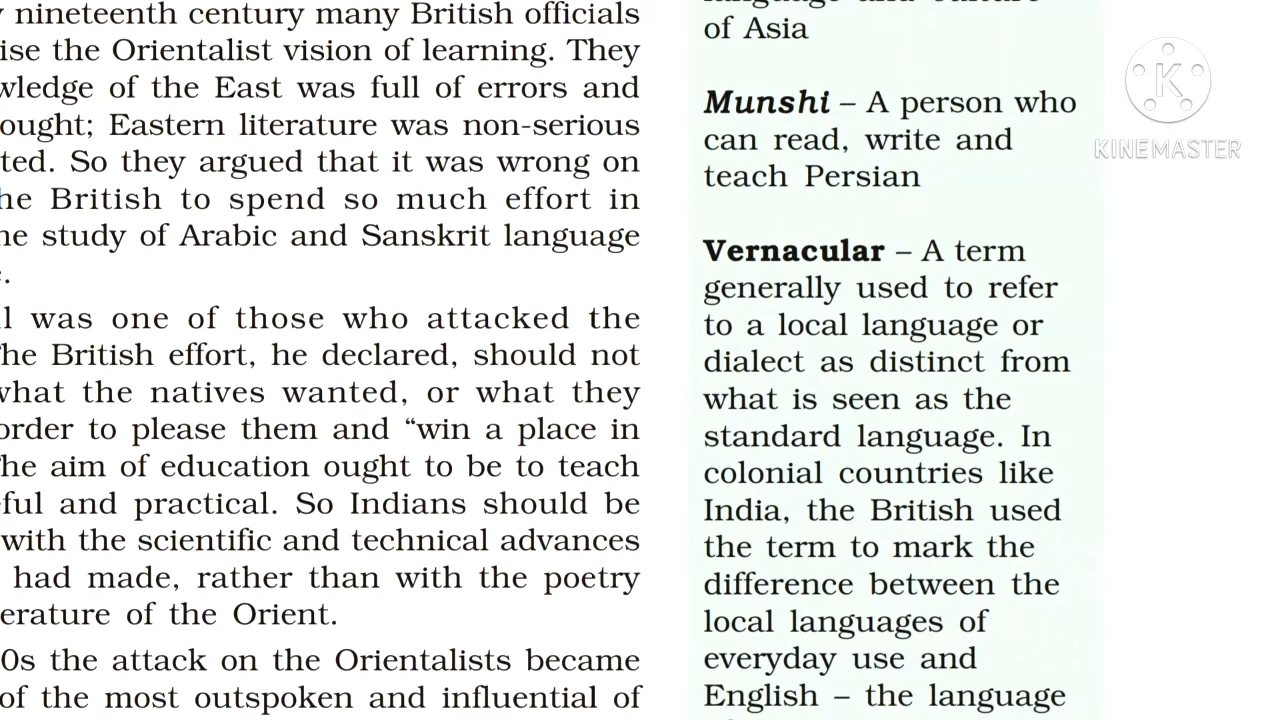 nineteenth century many British officials
ise the Orientalist vision of learning. They
wledge of the East was full of errors and
ought; Eastern literature was non-serious
ted. So they argued that it was wrong on
he British to spend so much effort in
he study of Arabic and Sanskrit language
e.
l was one of those who attacked the
he British effort, he declared, should not
what the natives wanted, or what they
order to please them and “win a place in
he aim of education ought to be to teach
eful and practical. So Indians should be
with the scientific and technical advances
had made, rather than with the poetry
erature of the Orient.
0s the attack on the Orientalists became
of the most outspoken and influential of
of Asia
Munshi – A person who
can read, write and
teach Persian
Vernacular – A term
generally used to refer
to a local language or
dialect as distinct from
what is seen as the
standard language. In
colonial countries like
India, the British used
the term to mark the
difference between the
local languages of
everyday use and
English – the language
K
KINEMASTER